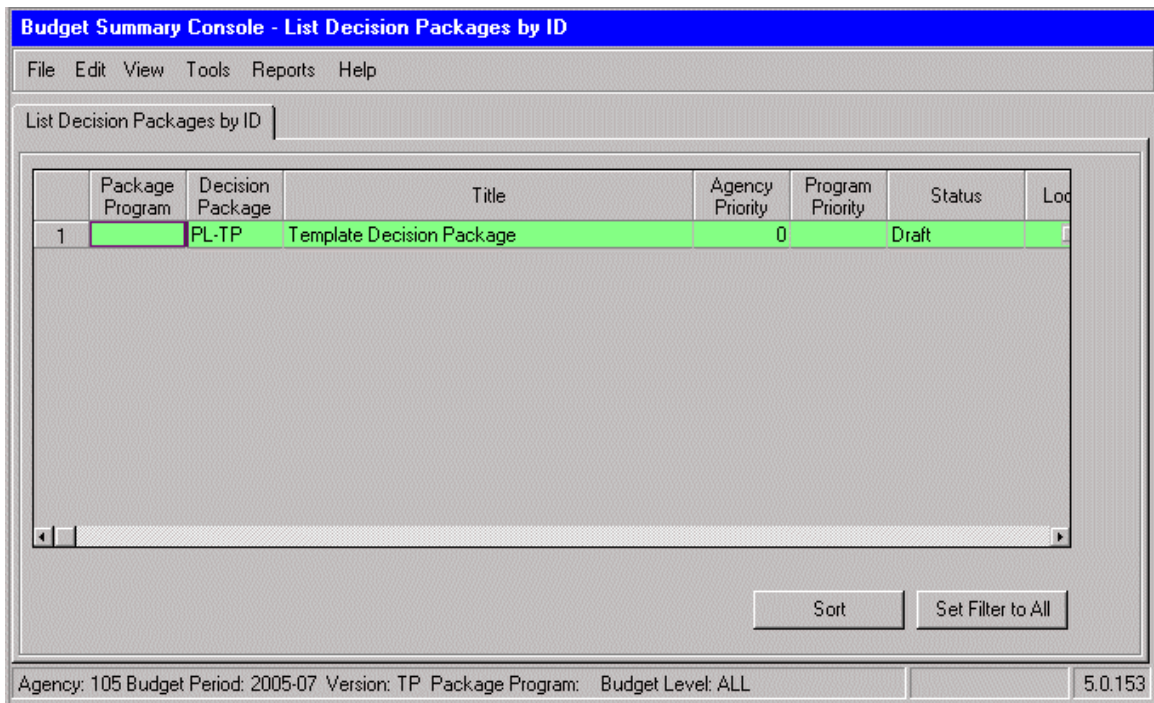 Budget Summary Console - List Decision Packages by ID
File Edit View Tools Reports Help
List Decision Packages by ID
Package Program Decision Package Title Agency Priority Program Priority Status Loc
1 PL-TP Template Decision Package 0 Draft
Sort Set Filter to All
Agency: 105 Budget Period: 2005-07 Version: TP Package Program: Budget Level: ALL 5.0.153